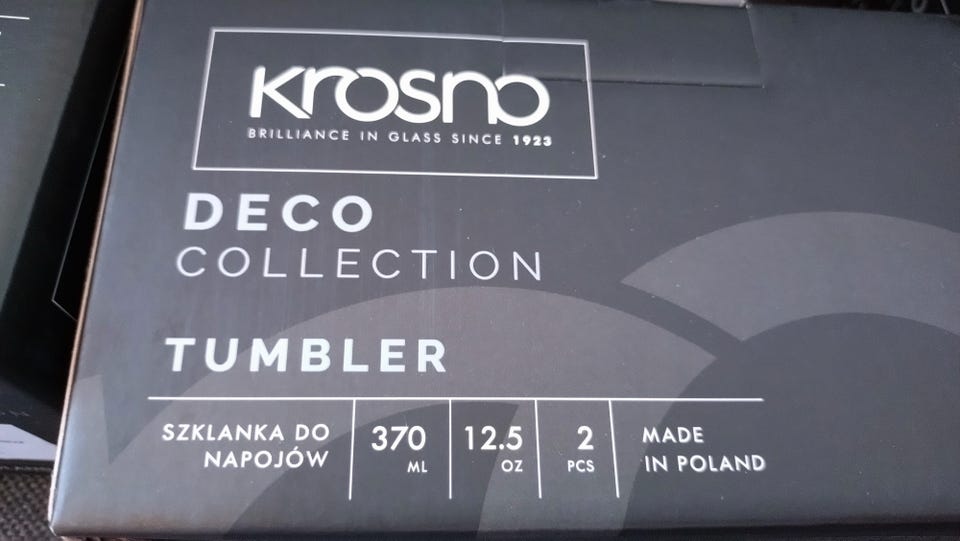 krosno
BRILLIANCE IN GLASS SINCE 1923
DECO
COLLECTION
TUMBLER
SZKLANKA DO
NAPOJÓW
370
ML
12.5
OZ
2
PCS
MADE
IN POLAND